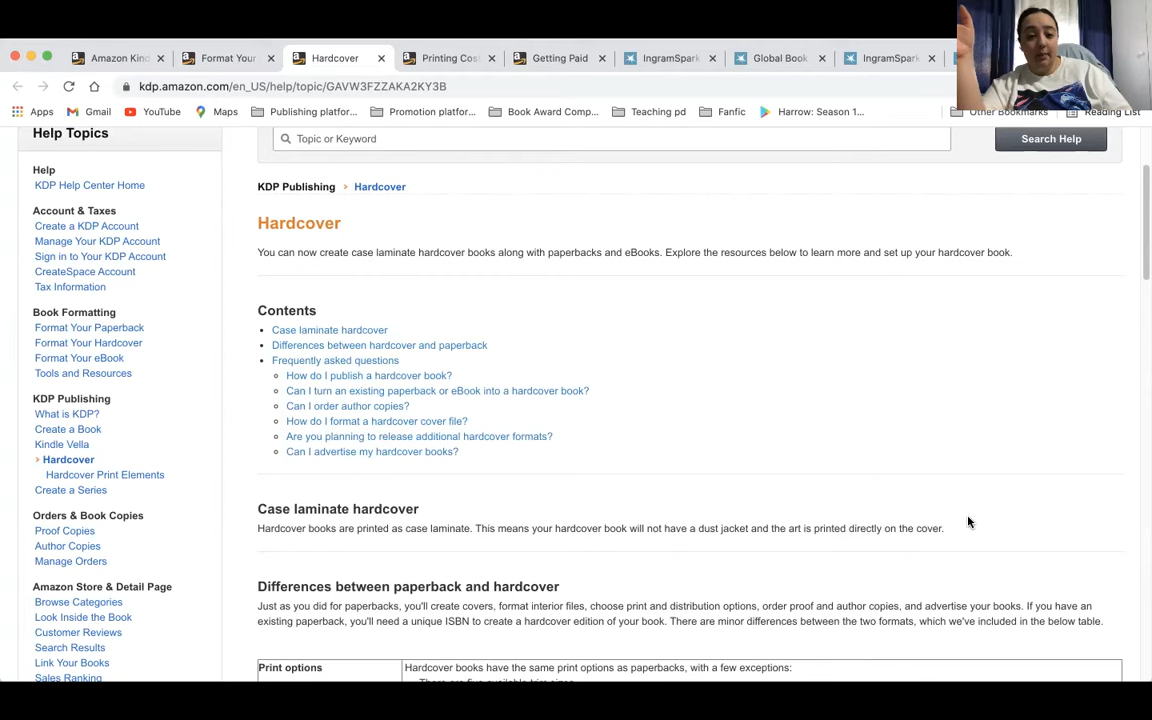 Amazon Kin
Format Your
Hardcover
Printing Cos
Getting Paid
IngramSpark
Global Book
IngramSpark
kdp.amazon.com/en_US/help/topic/GAVW3FZZAKA2KY3B
Apps
Gmail
YouTube
Maps
Publishing platfor...
Promotion platfor...
Book Award Comp...
Teaching pd
Fanfic
Harrow: Season 1...
Other Bookmarks
Reading List
Help Topics
Topic or Keyword
Search Help
Help
KDP Help Center Home
Account & Taxes
Create a KDP Account
Manage Your KDP Account
Sign in to Your KDP Account
CreateSpace Account
Tax Information
Book Formatting
Format Your Paperback
Format Your Hardcover
Format Your eBook
Tools and Resources
KDP Publishing
What is KDP?
Create a Book
Kindle Vella
Hardcover
Hardcover Print Elements
Create a Series
Orders & Book Copies
Proof Copies
Author Copies
Manage Orders
Amazon Store & Detail Page
Browse Categories
Look Inside the Book
Customer Reviews
Search Results
Link Your Books
Sales Ranking
KDP Publishing › Hardcover
Hardcover
You can now create case laminate hardcover books along with paperbacks and eBooks. Explore the resources below to learn more and set up your hardcover book.
Contents
Case laminate hardcover
Differences between hardcover and paperback
Frequently asked questions
How do I publish a hardcover book?
Can I turn an existing paperback or eBook into a hardcover book?
Can I order author copies?
How do I format a hardcover cover file?
Are you planning to release additional hardcover formats?
Can I advertise my hardcover books?
Case laminate hardcover
Hardcover books are printed as case laminate. This means your hardcover book will not have a dust jacket and the art is printed directly on the cover.
Differences between paperback and hardcover
Just as you did for paperbacks, you'll create covers, format interior files, choose print and distribution options, order proof and author copies, and advertise your books. If you have an
existing paperback, you'll need a unique ISBN to create a hardcover edition of your book. There are minor differences between the two formats, which we've included in the below table.
Print options
Hardcover books have the same print options as paperbacks, with a few exceptions:
There are five available trim sizes